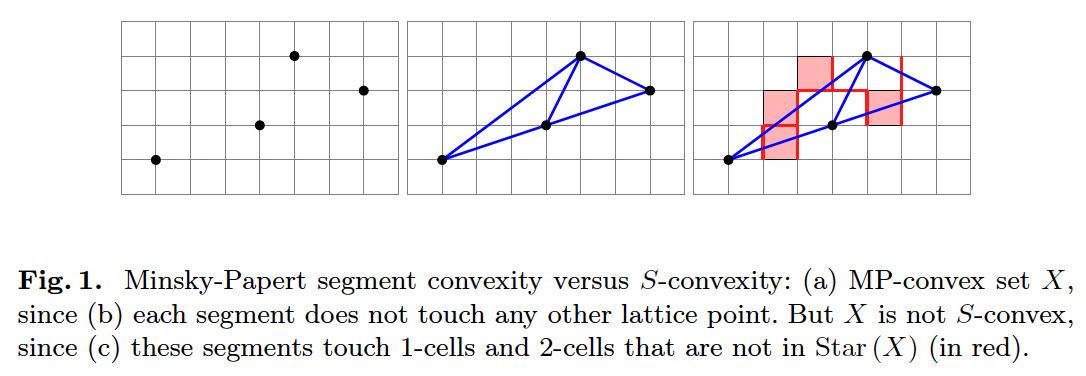 Fig. 1. Minsky-Papert segment convexity versus S-convexity: (a) MP-convex set X,
since (b) each segment does not touch any other lattice point. But X is not S-convex,
since (c) these segments touch 1-cells and 2-cells that are not in Star (X) (in red).